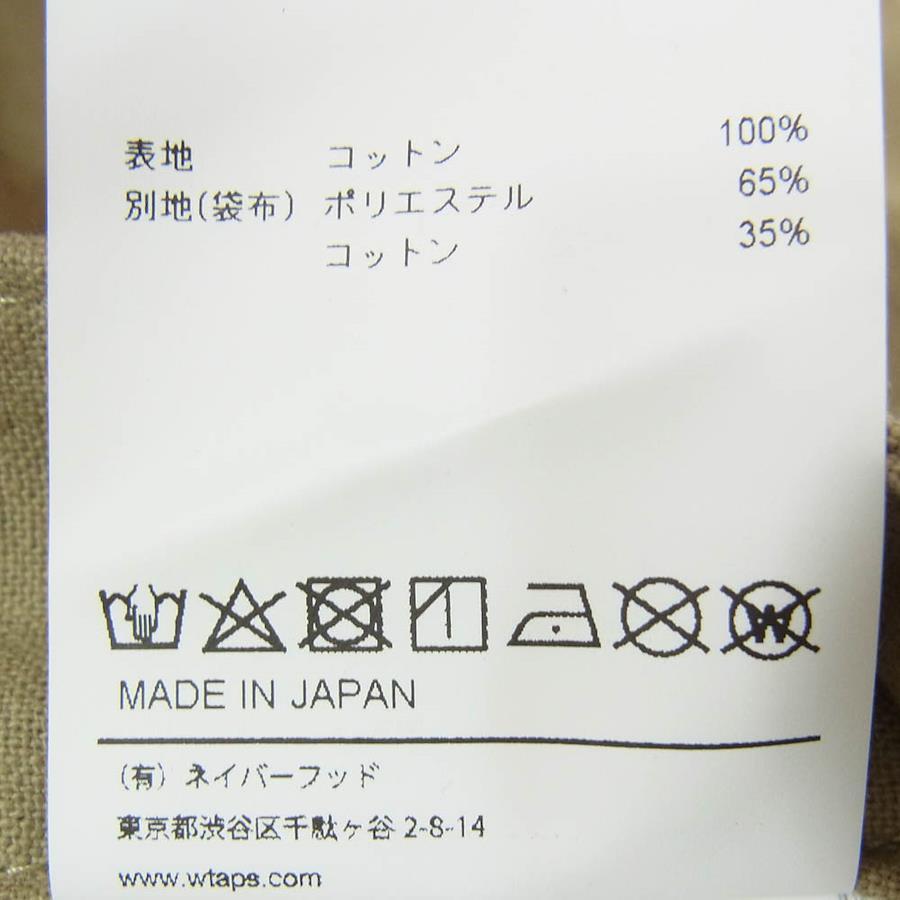 表地 コットン 100%
別地(袋布) ポリエステル 65%
コットン 35%
W
MADE IN JAPAN
(有) ネイバーフッド
東京都渋谷区千駄ヶ谷 2-8-14
www.wtaps.com